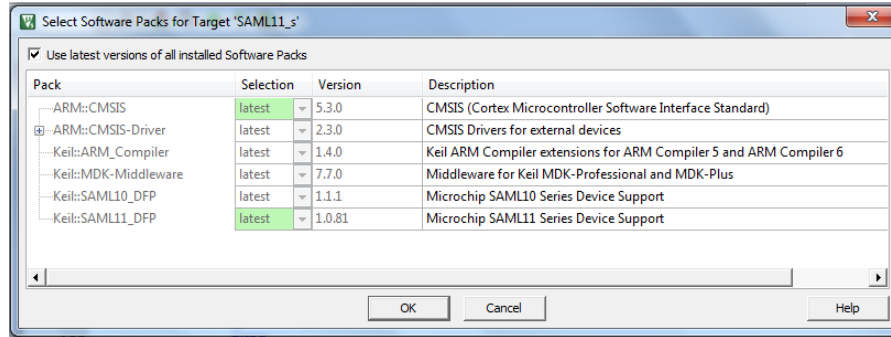 Select Software Packs for Target 'SAML11_s'
Use latest versions of all installed Software Packs
Pack Selection Version Description
ARM::CMSIS latest 5.3.0 CMSIS (Cortex Microcontroller Software Interface Standard)
ARM::CMSIS-Driver latest 2.3.0 CMSIS Drivers for external devices
Keil::ARM_Compiler latest 1.4.0 Keil ARM Compiler extensions for ARM Compiler 5 and ARM Compiler 6
Keil::MDK-Middleware latest 7.7.0 Middleware for Keil MDK-Professional and MDK-Plus
Keil::SAML10_DFP latest 1.1.1 Microchip SAML10 Series Device Support
Keil::SAML11_DFP latest 1.0.81 Microchip SAML11 Series Device Support
OK Cancel Help